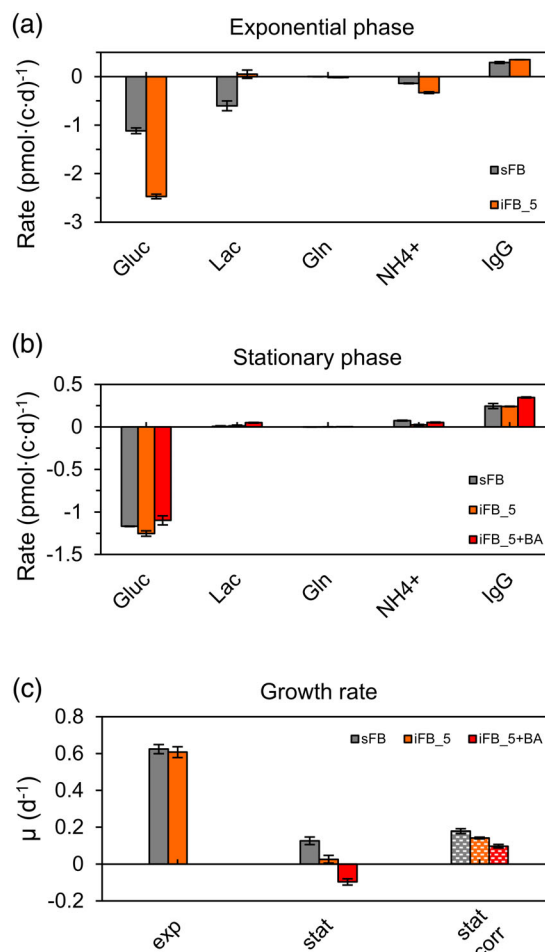 (a)
Exponential phase
Rate (pmol·(c·d)⁻¹)
1
0
-1
-2
-3
sFB
iFB_5
Gluc
Lac
Gln
NH4+
IgG
(b)
Stationary phase
Rate (pmol·(c·d)⁻¹)
0.5
0
-0.5
-1
-1.5
sFB
iFB_5
iFB_5+BA
Gluc
Lac
Gln
NH4+
IgG
(c)
Growth rate
µ (d⁻¹)
0.8
0.6
0.4
0.2
0
-0.2
sFB
iFB_5
iFB_5+BA
exp
stat
stat
corr